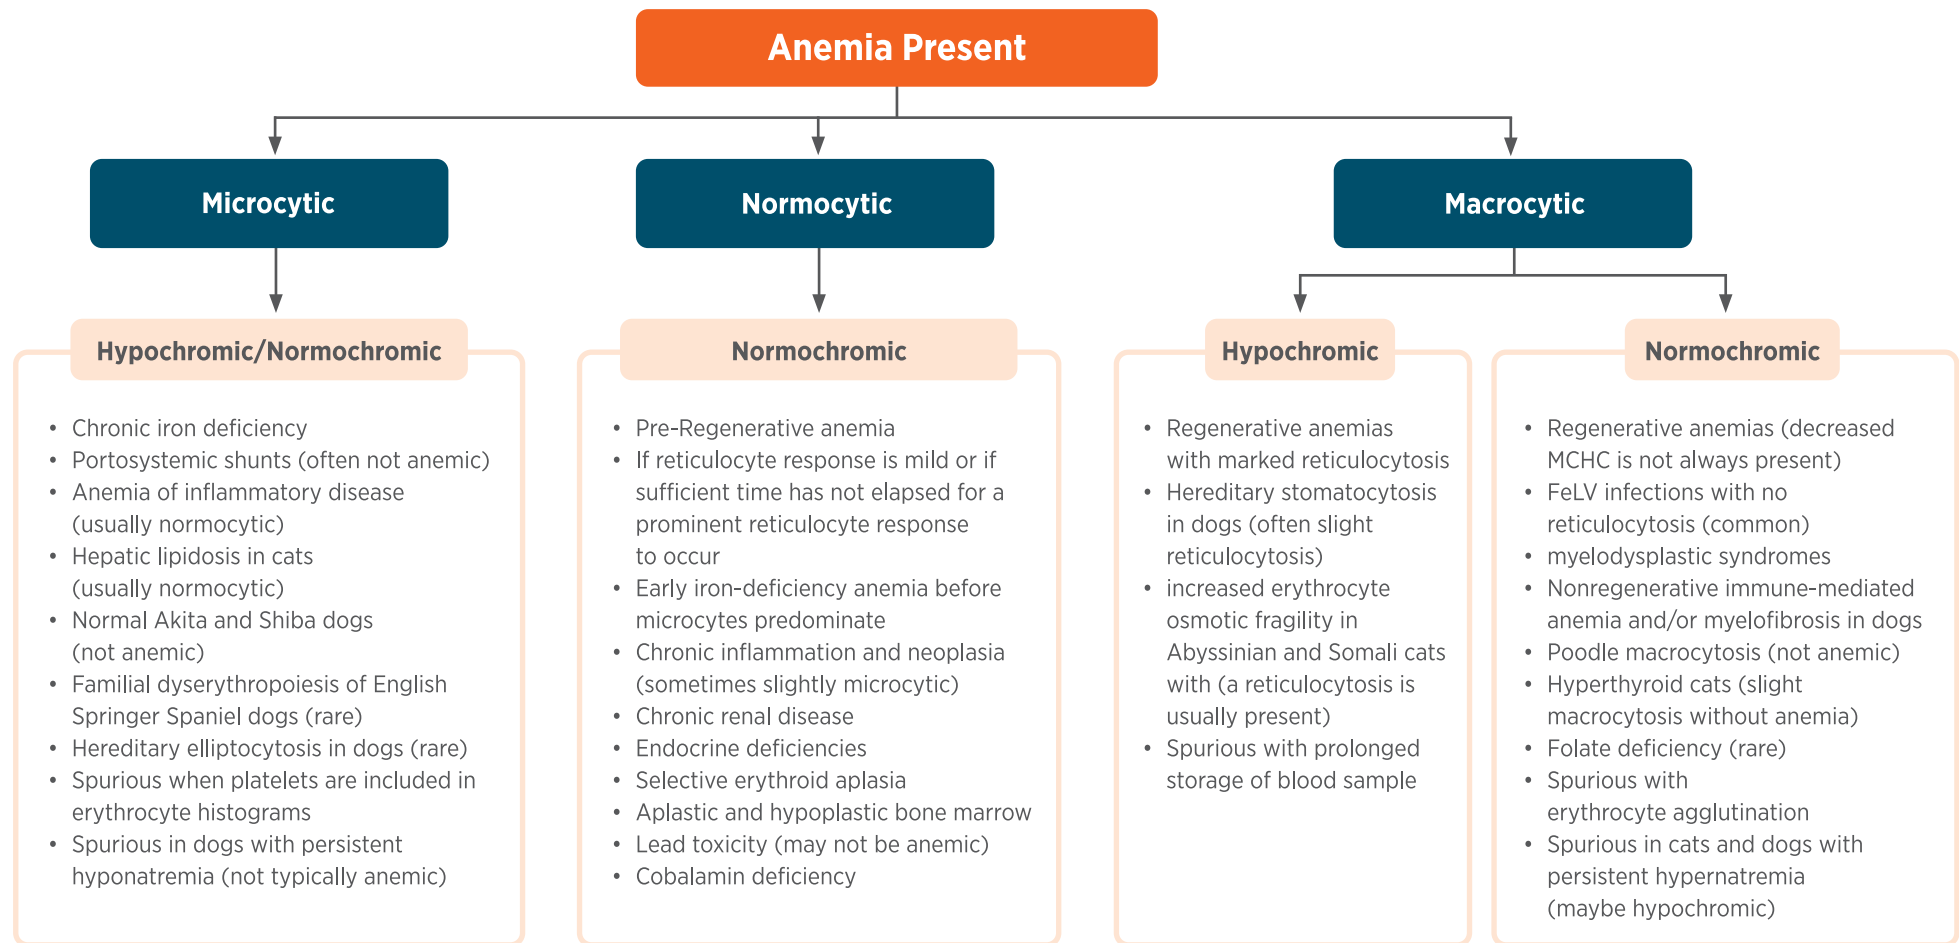 Anemia Present
Microcytic
Normocytic
Macrocytic
Hypochromic/Normochromic
• Chronic iron deficiency
• Portosystemic shunts (often not anemic)
• Anemia of inflammatory disease
(usually normocytic)
• Hepatic lipidosis in cats
(usually normocytic)
• Normal Akita and Shiba dogs
(not anemic)
• Familial dyserythropoiesis of English
Springer Spaniel dogs (rare)
• Hereditary elliptocytosis in dogs (rare)
• Spurious when platelets are included in
erythrocyte histograms
• Spurious in dogs with persistent
hyponatremia (not typically anemic)
Normochromic
• Pre-Regenerative anemia
• If reticulocyte response is mild or if
sufficient time has not elapsed for a
prominent reticulocyte response
to occur
• Early iron-deficiency anemia before
microcytes predominate
• Chronic inflammation and neoplasia
(sometimes slightly microcytic)
• Chronic renal disease
• Endocrine deficiencies
• Selective erythroid aplasia
• Aplastic and hypoplastic bone marrow
• Lead toxicity (may not be anemic)
• Cobalamin deficiency
Hypochromic
• Regenerative anemias
with marked reticulocytosis
• Hereditary stomatocytosis
in dogs (often slight
reticulocytosis)
• increased erythrocyte
osmotic fragility in
Abyssinian and Somali cats
with (a reticulocytosis is
usually present)
• Spurious with prolonged
storage of blood sample
Normochromic
• Regenerative anemias (decreased
MCHC is not always present)
• FeLV infections with no
reticulocytosis (common)
• myelodysplastic syndromes
• Nonregenerative immune-mediated
anemia and/or myelofibrosis in dogs
• Poodle macrocytosis (not anemic)
• Hyperthyroid cats (slight
macrocytosis without anemia)
• Folate deficiency (rare)
• Spurious with
erythrocyte agglutination
• Spurious in cats and dogs with
persistent hypernatremia
(maybe hypochromic)